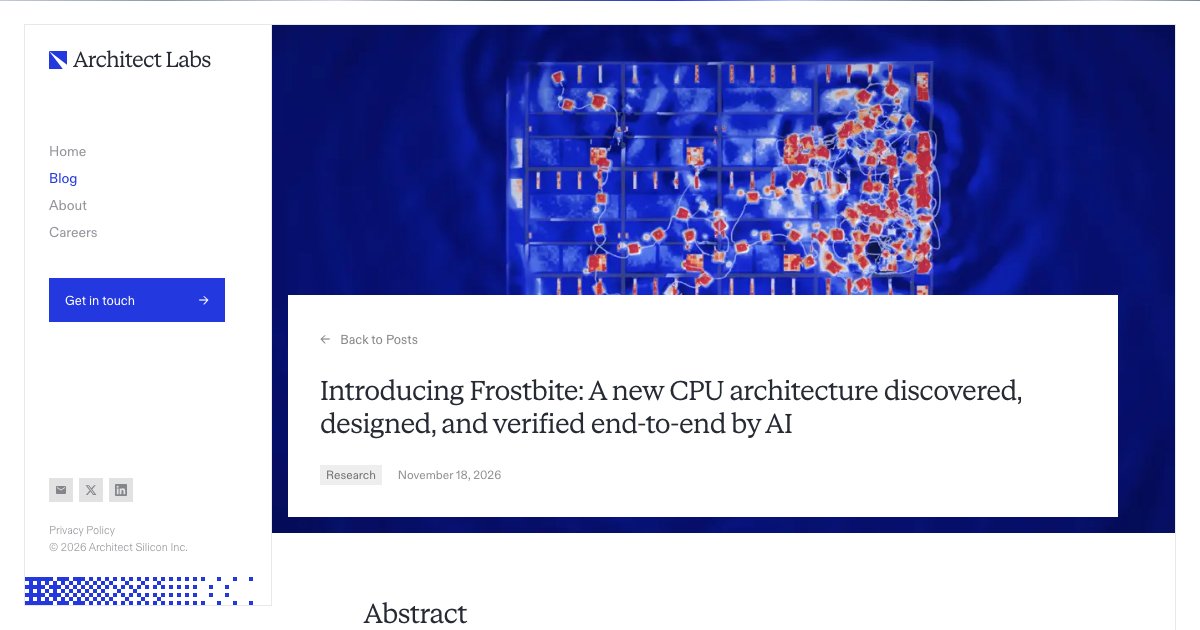 Architect Labs
Home
Blog
About
Careers
Get in touch
Privacy Policy
© 2026 Architect Silicon Inc.
Back to Posts
Introducing Frostbite: A new CPU architecture discovered,
designed, and verified end-to-end by AI
Research
November 18, 2026
Abstract